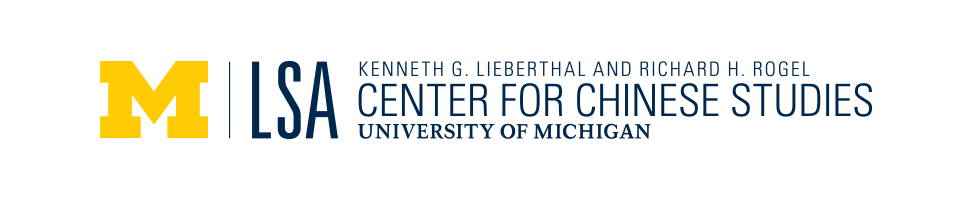 M
LSA
KENNETH G. LIEBERTHAL AND RICHARD H. ROGEL
CENTER FOR CHINESE STUDIES
UNIVERSITY OF MICHIGAN